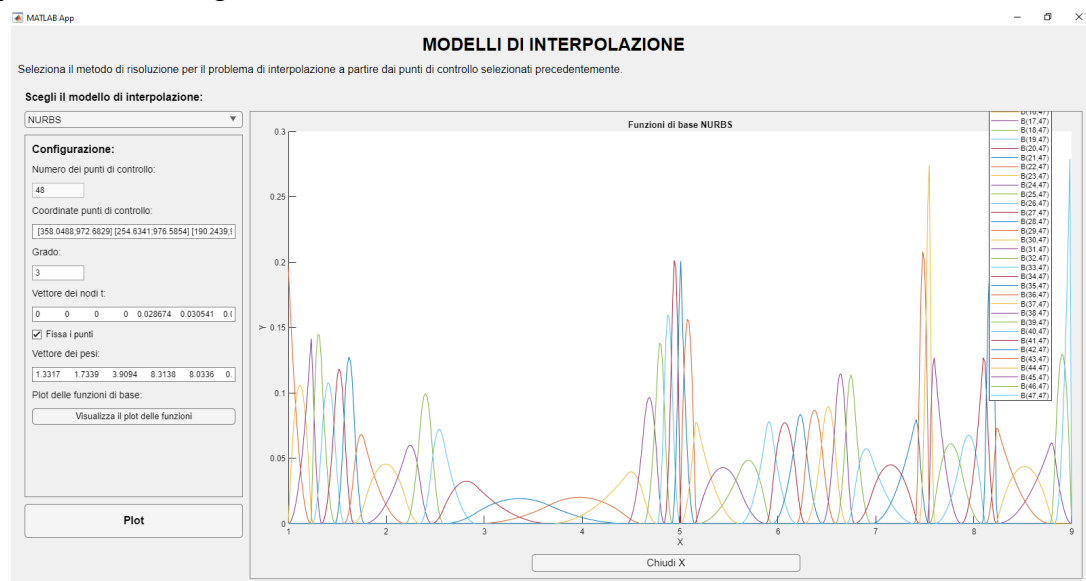 MATLAB App
MODELLI DI INTERPOLAZIONE
Seleziona il metodo di risoluzione per il problema di interpolazione a partire dai punti di controllo selezionati precedentemente.
Scegli il modello di interpolazione:
NURBS
Configurazione:
Numero dei punti di controllo:
48
Coordinate punti di controllo:
[358.0488;972.6829] [254.6341;976.5854] [190.2439;
Grado:
3
Vettore dei nodi t:
0 0 0 0 0.028674 0.030541
Fissa i punti
Vettore dei pesi:
1.3317 1.7339 3.9094 8.3138 8.0336 0.
Plot delle funzioni di base:
Visualizza il plot delle funzioni
Plot
Funzioni di base NURBS
0.3
0.25
0.2
0.15
0.1
0.05
0
Y
1 2 3 4 5 6 7 8 9
X
B(16,47)
B(17,47)
B(18,47)
B(19,47)
B(20,47)
B(21,47)
B(22,47)
B(23,47)
B(24,47)
B(25,47)
B(26,47)
B(27,47)
B(28,47)
B(29,47)
B(30,47)
B(31,47)
B(32,47)
B(33,47)
B(34,47)
B(35,47)
B(36,47)
B(37,47)
B(38,47)
B(39,47)
B(40,47)
B(41,47)
B(42,47)
B(43,47)
B(44,47)
B(45,47)
B(46,47)
B(47,47)
Chiudi X